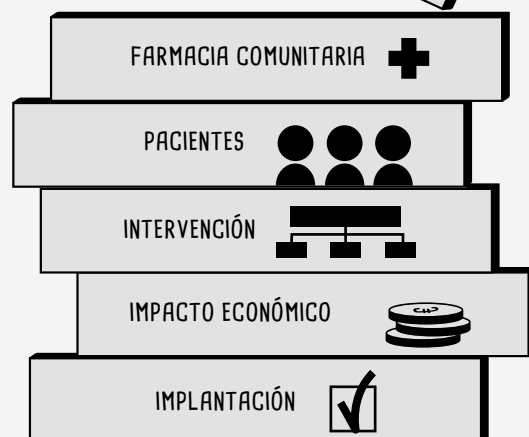 FARMACIA COMUNITARIA
PACIENTES
INTERVENCIÓN
IMPACTO ECONÓMICO
IMPLANTACIÓN